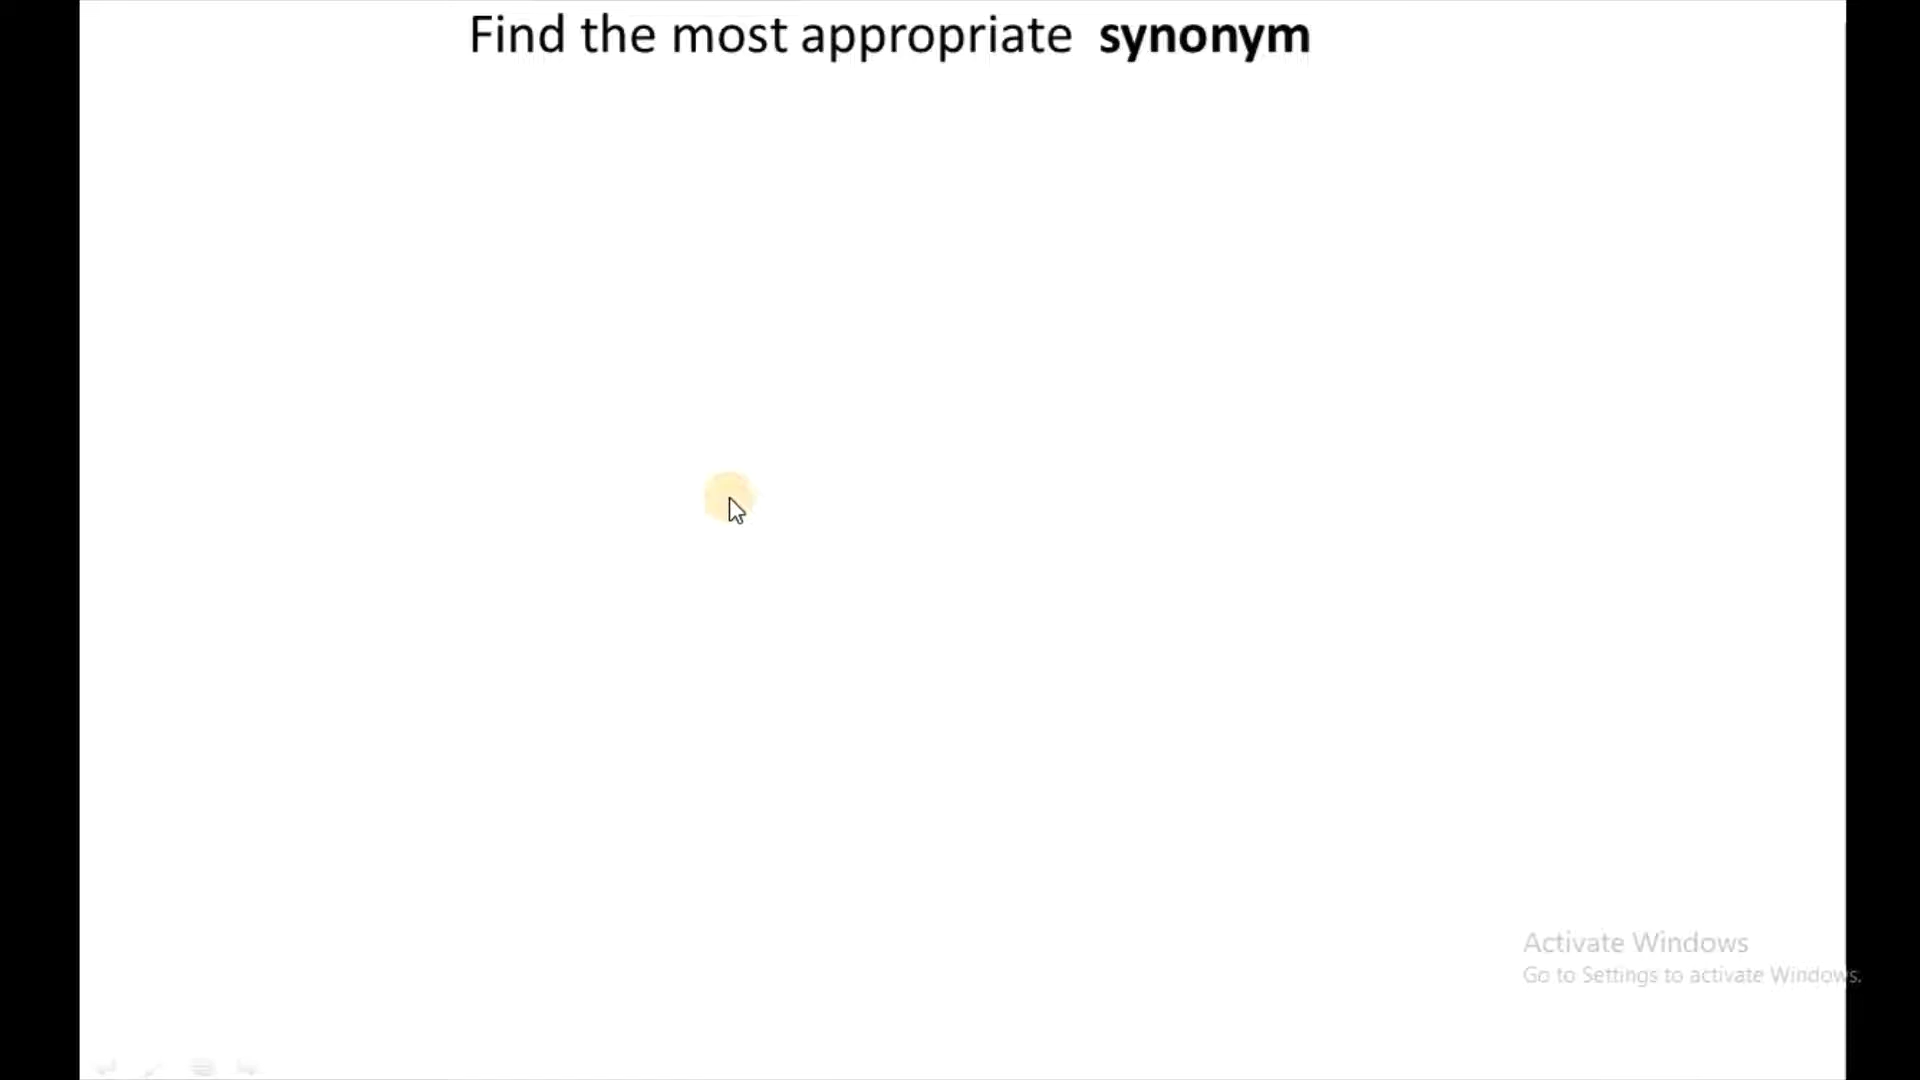 Find the most appropriate synonym
Activate Windows
Go to Settings to activate Windows.